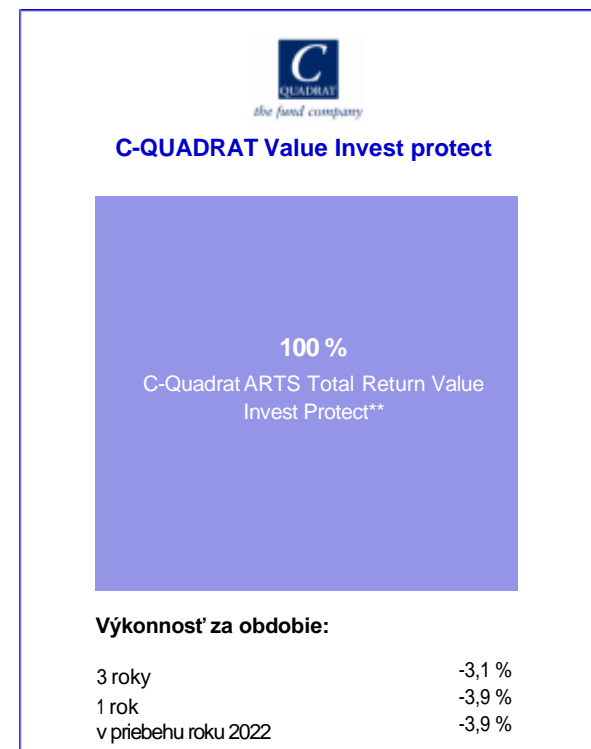 C
QUADRAT
the fund company
C-QUADRAT Value Invest protect
100 %
C-Quadrat ARTS Total Return Value
Invest Protect**
Výkonnosť za obdobie:
3 roky -3,1 %
1 rok -3,9 %
v priebehu roku 2022 -3,9 %